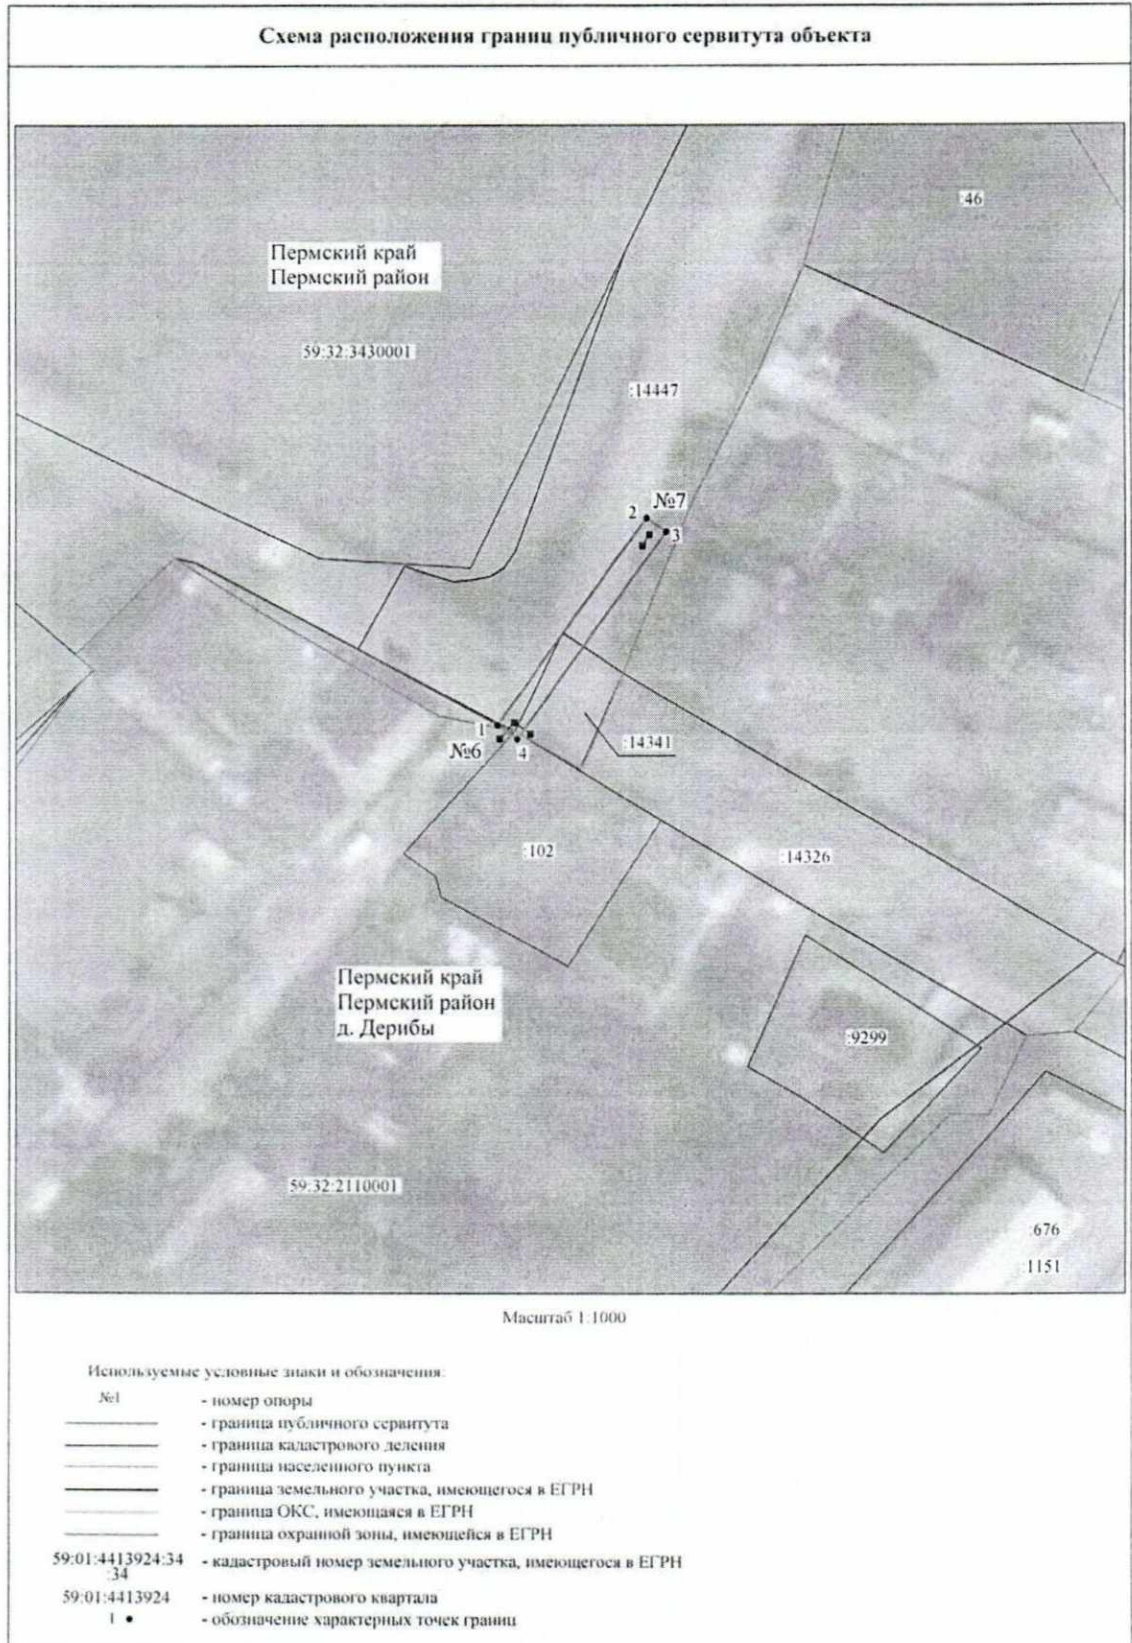 Схема расположения границ публичного сервитута объекта
:46
Пермский край
Пермский район
59:32:3430001
:14447
2
№7
3
1
№6
4
:14341
:102
:14326
Пермский край
Пермский район
д. Дерибы
:9299
59:32:2110001
:676
:1151
Масштаб 1:1000
Используемые условные знаки и обозначения:
№1 - номер опоры
- граница публичного сервитута
- граница кадастрового деления
- граница населенного пункта
- граница земельного участка, имеющегося в ЕГРН
- граница ОКС, имеющаяся в ЕГРН
- граница охранной зоны, имеющейся в ЕГРН
59:01:4413924:34 - кадастровый номер земельного участка, имеющегося в ЕГРН
:34
59:01:4413924 - номер кадастрового квартала
1 ● - обозначение характерных точек границ